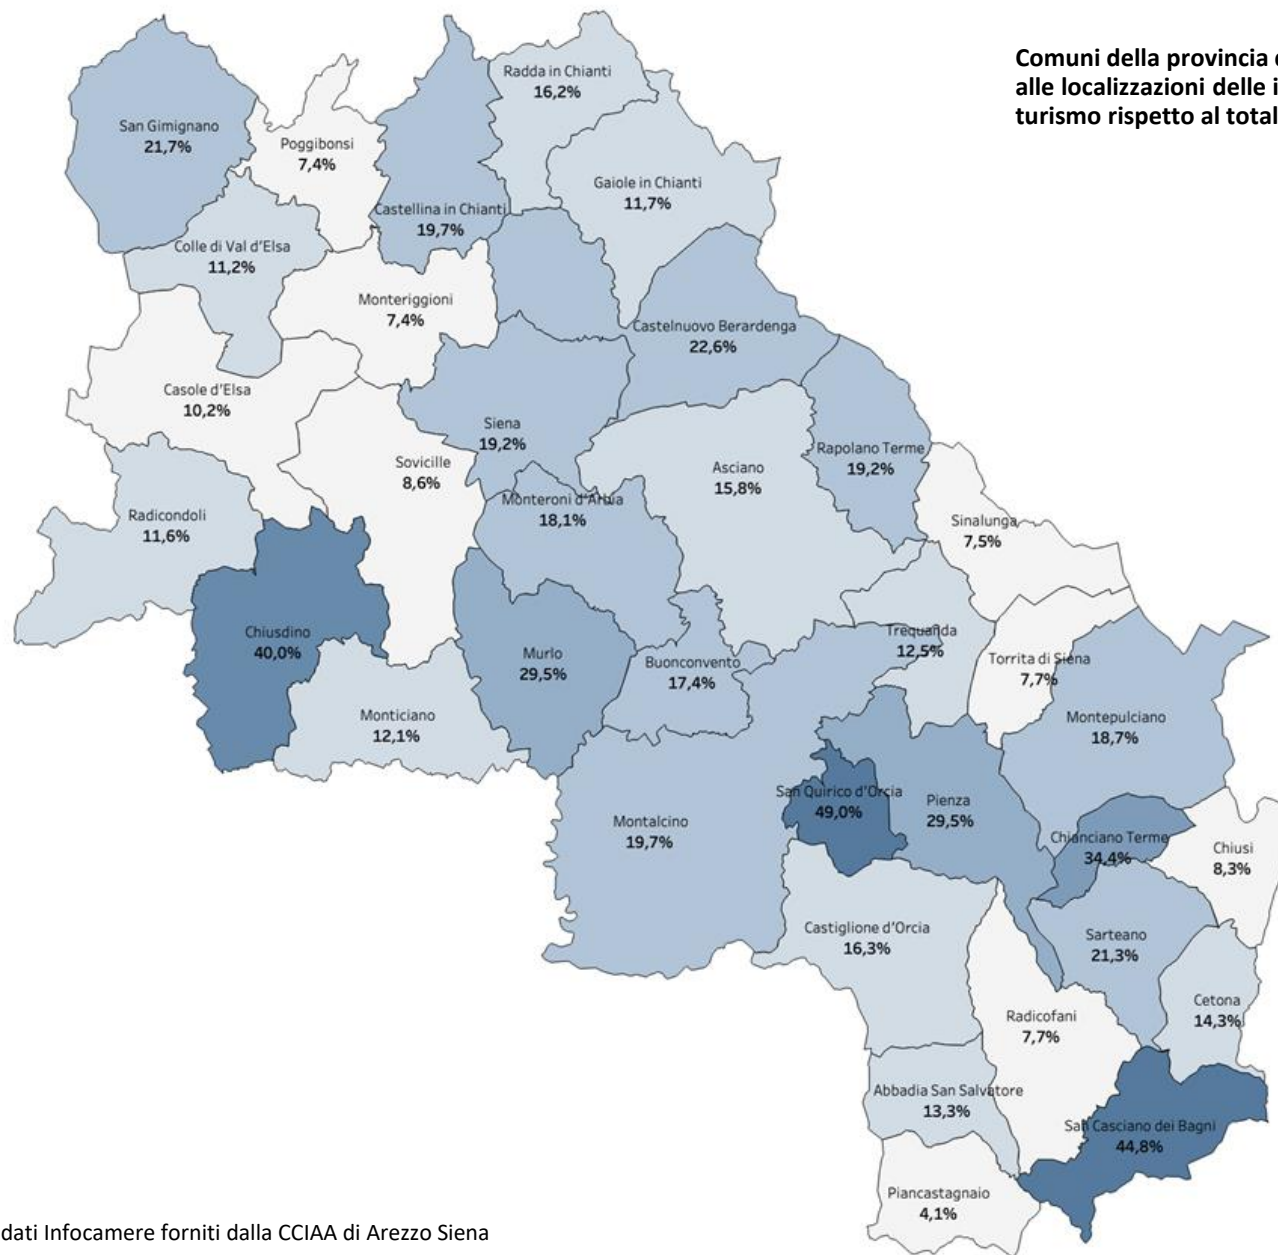 Comuni della provincia
alle localizzazioni delle
turismo rispetto al total
Radda in Chianti
16,2%
San Gimignano
21,7%
Poggibonsi
7,4%
Gaiole in Chianti
11,7%
Castellina in Chianti
19,7%
Colle di Val d'Elsa
11,2%
Monteriggioni
7,4%
Castelnuovo Berardenga
22,6%
Casole d'Elsa
10,2%
Siena
19,2%
Rapolano Terme
19,2%
Sovicille
8,6%
Asciano
15,8%
Monteroni d'Arbia
18,1%
Radicondoli
11,6%
Sinalunga
7,5%
Chiusdino
40,0%
Trequanda
12,5%
Murlo
29,5%
Buonconvento
17,4%
Torrita di Siena
7,7%
Monticiano
12,1%
Montepulciano
18,7%
San Quirico d'Orcia
49,0%
Pienza
29,5%
Montalcino
19,7%
Chianciano Terme
34,4%
Chiusi
8,3%
Castiglione d'Orcia
16,3%
Sarteano
21,3%
Cetona
14,3%
Radicofani
7,7%
Abbadia San Salvatore
13,3%
San Casciano dei Bagni
44,8%
Piancastagnaio
4,1%
dati Infocamere forniti dalla CCIAA di Arezzo Siena